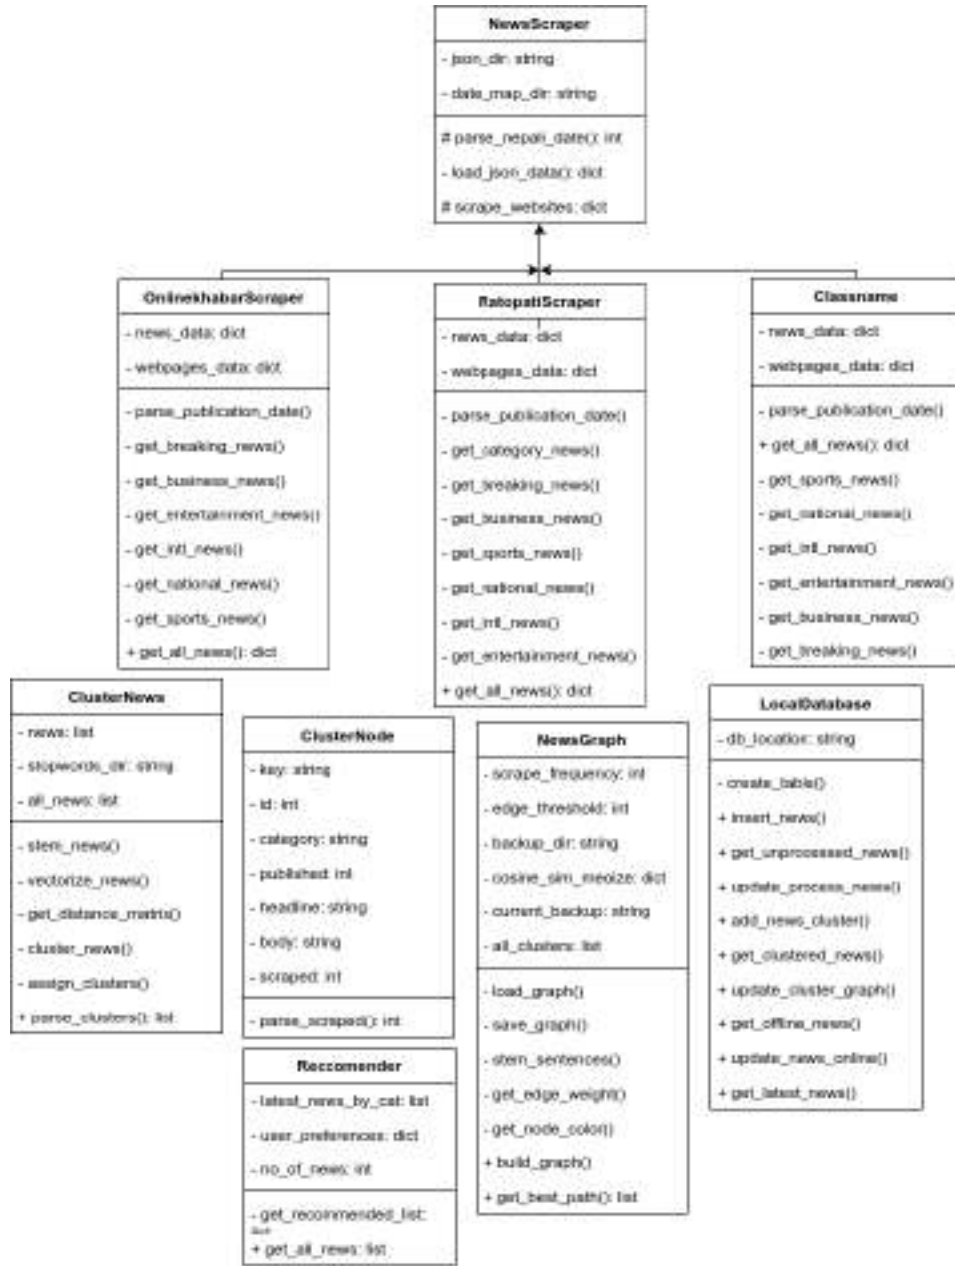 NewsScraper
- json_dir: string
- date_map_dir: string
# parse_nepali_date(): int
- load_json_data(): dict
# scrape_websites: dict
OnlinekhabarScraper
- news_data: dict
- webpages_data: dict
- parse_publication_date()
- get_breaking_news()
- get_business_news()
- get_entertainment_news()
- get_intl_news()
- get_national_news()
- get_sports_news()
+ get_all_news(): dict
RatopatiScraper
- news_data: dict
- webpages_data: dict
- parse_publication_date()
- get_category_news()
- get_breaking_news()
- get_business_news()
- get_sports_news()
- get_national_news()
- get_intl_news()
- get_entertainment_news()
+ get_all_news(): dict
Classname
- news_data: dict
- webpages_data: dict
- parse_publication_date()
+ get_all_news(): dict
- get_sports_news()
- get_national_news()
- get_intl_news()
- get_entertainment_news()
- get_business_news()
- get_breaking_news()
ClusterNews
- news: list
- stopwords_dir: string
- all_news: list
- stem_news()
- vectorize_news()
- get_distance_matrix()
- cluster_news()
- assign_clusters()
+ parse_clusters(): list
ClusterNode
- key: string
- id: int
- category: string
- published: int
- headline: string
- body: string
- scraped: int
- parse_scraped(): int
NewsGraph
- scrape_frequency: int
- edge_threshold: int
- backup_dir: string
- cosine_sim_meoize: dict
- current_backup: string
- all_clusters: list
- load_graph()
- save_graph()
- stem_sentences()
- get_edge_weight()
- get_node_color()
+ build_graph()
+ get_best_path(): list
LocalDatabase
- db_location: string
- create_table()
+ insert_news()
+ get_unprocessed_news()
+ update_process_news()
+ add_news_cluster()
+ get_clustered_news()
+ update_cluster_graph()
+ get_offline_news()
+ update_news_online()
+ get_latest_news()
Reccomender
- latest_news_by_cat: list
- user_preferences: dict
- no_of_news: int
- get_recommended_list:
+ get_all_news: list